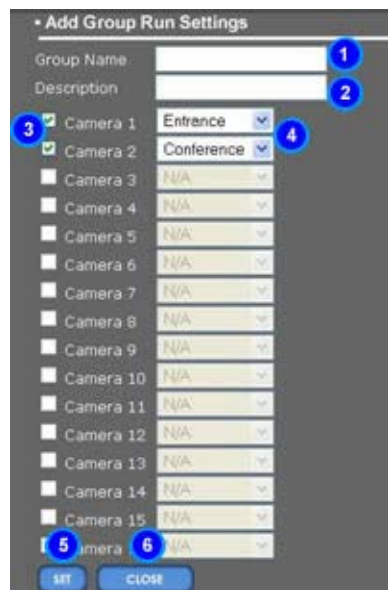 ▪ Add Group Run Settings
Group Name 1
Description 2
3 Camera 1 Entrance 4
Camera 2 Conference
Camera 3 N/A
Camera 4 N/A
Camera 5 N/A
Camera 6 N/A
Camera 7 N/A
Camera 8 N/A
Camera 9 N/A
Camera 10 N/A
Camera 11 N/A
Camera 12 N/A
Camera 13 N/A
Camera 14 N/A
Camera 15 N/A
5 6 N/A
SET CLOSE